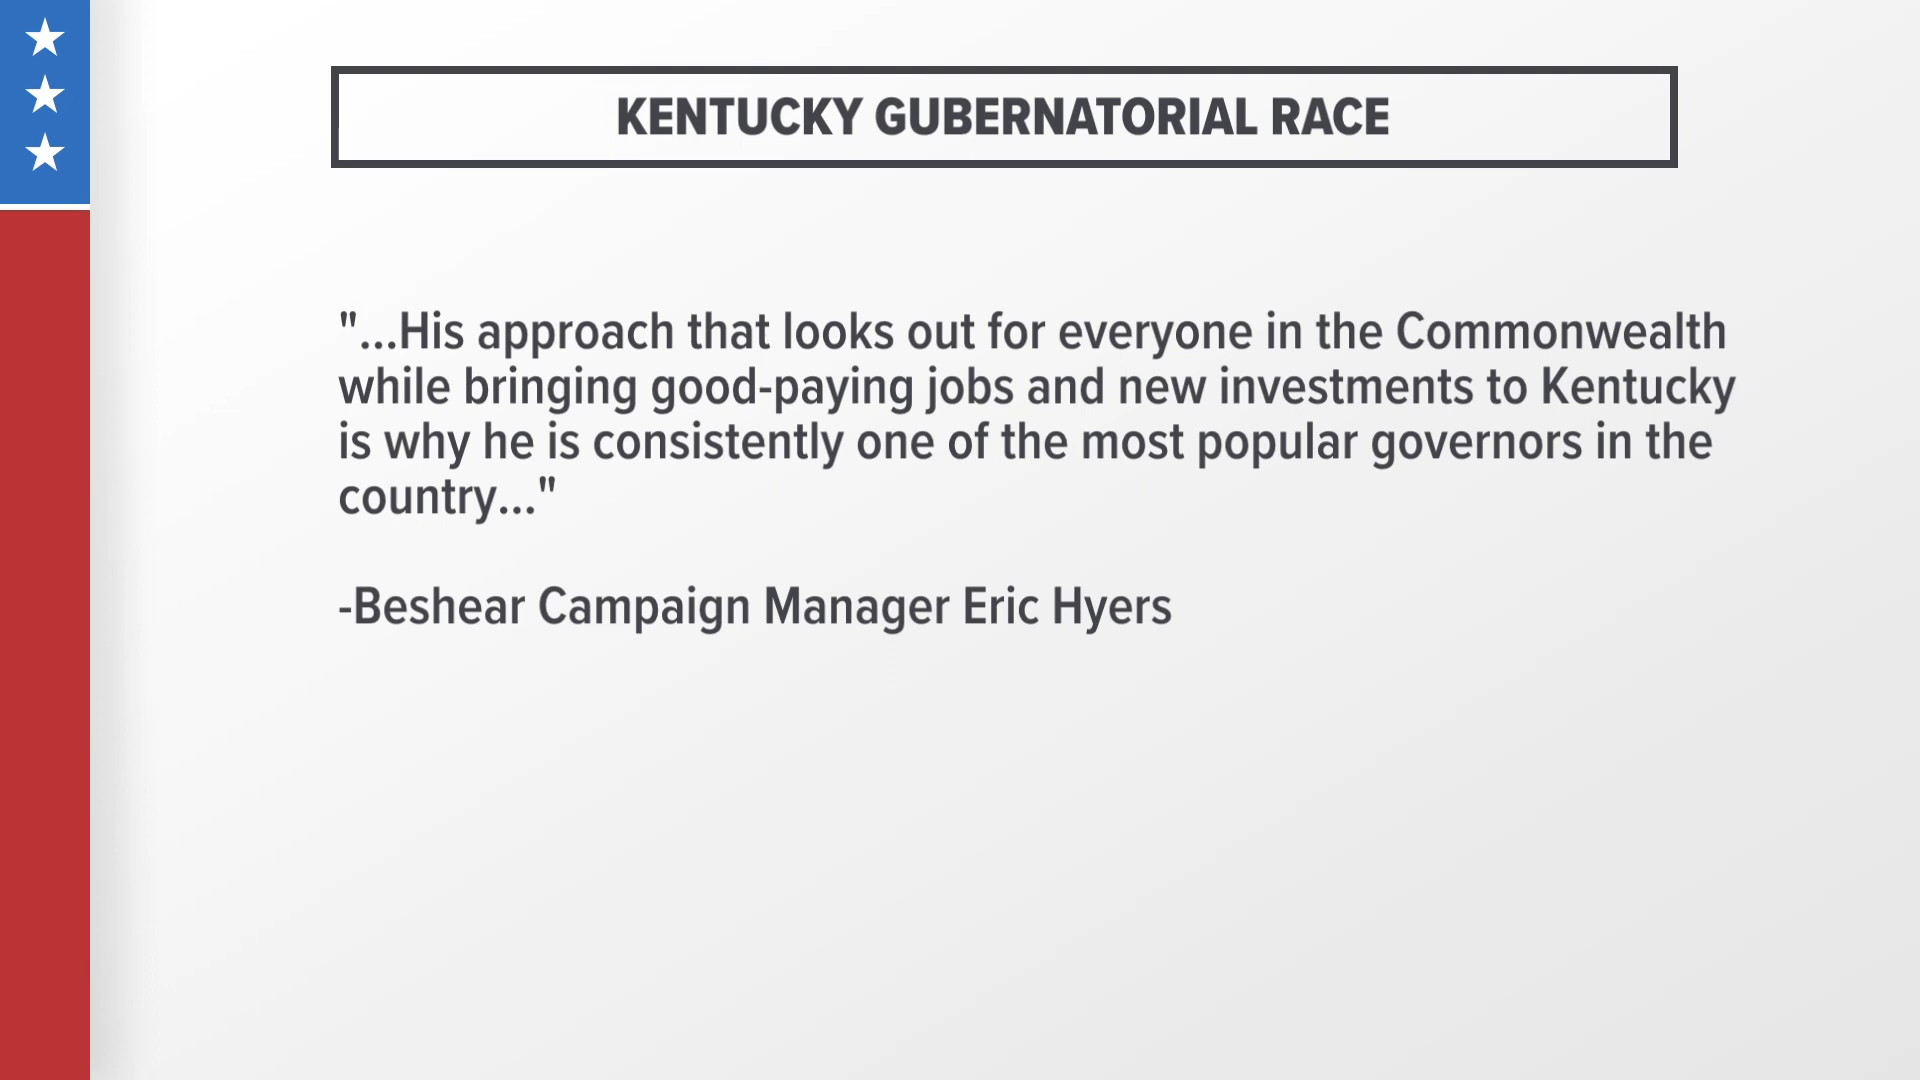 KENTUCKY GUBERNATORIAL RACE
"...His approach that looks out for everyone in the Commonwealth
while bringing good-paying jobs and new investments to Kentucky
is why he is consistently one of the most popular governors in the
country..."
-Beshear Campaign Manager Eric Hyers